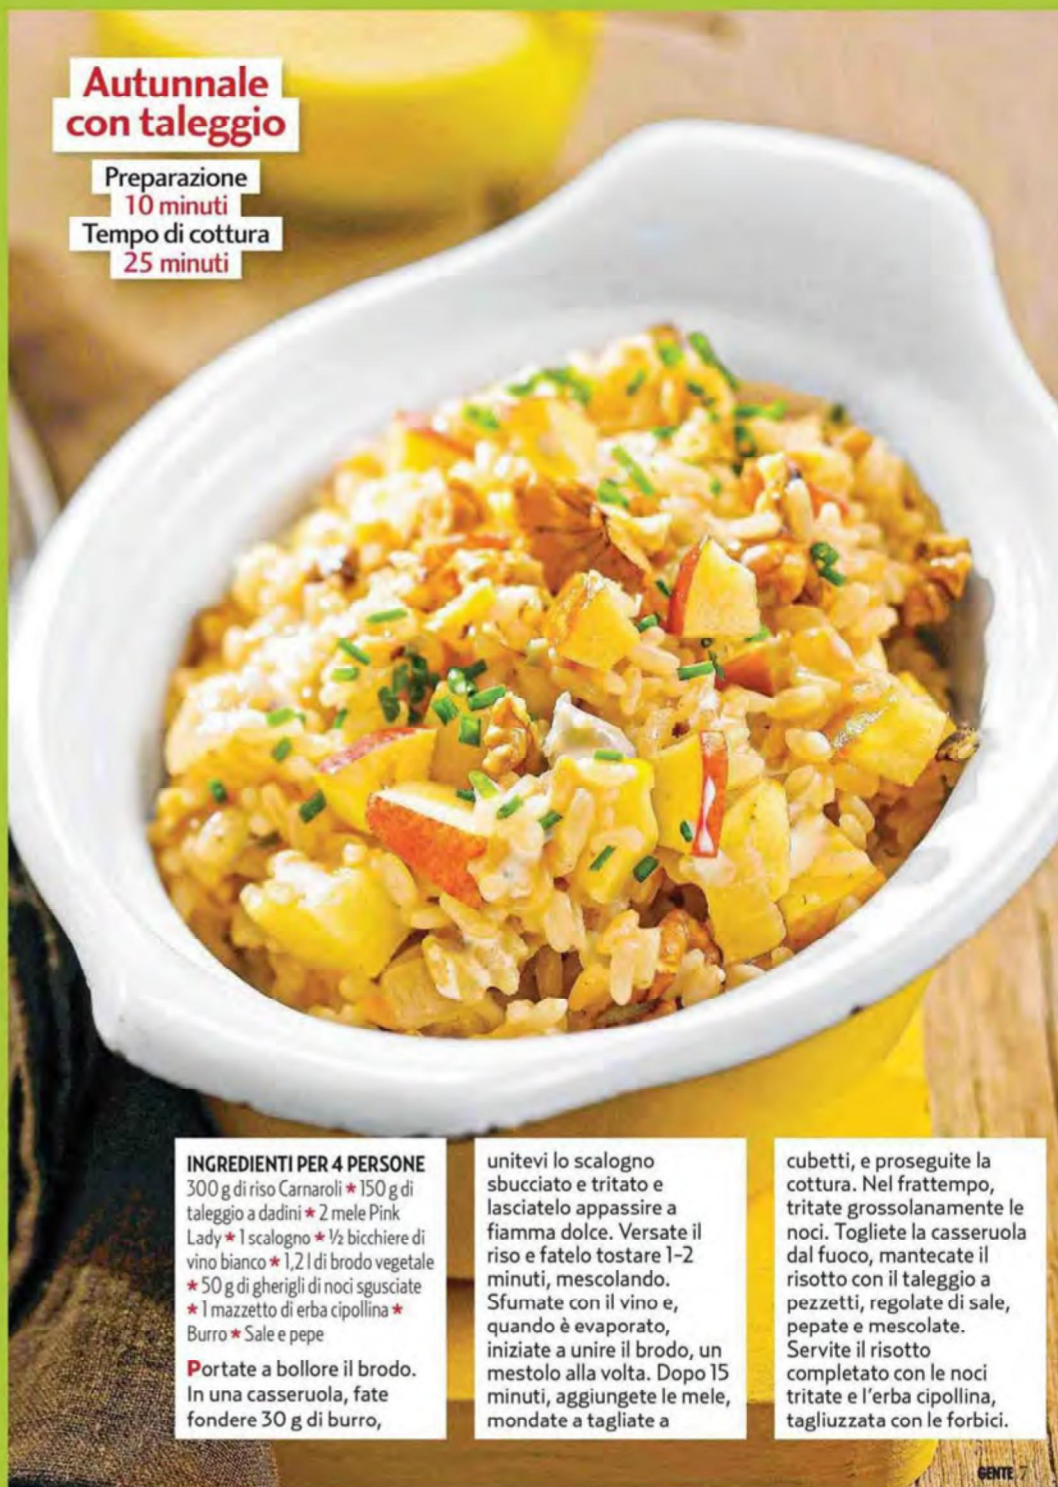 Autunnale
con taleggio
Preparazione
10 minuti
Tempo di cottura
25 minuti
INGREDIENTI PER 4 PERSONE
300 g di riso Carnaroli ★ 150 g di
taleggio a dadini ★ 2 mele Pink
Lady ★ 1 scalogno ★ ½ bicchiere di
vino bianco ★ 1,2 l di brodo vegetale
★ 50 g di gherigli di noci sgusciate
★ 1 mazzetto di erba cipollina ★
Burro ★ Sale e pepe
Portate a bollore il brodo.
In una casseruola, fate
fondere 30 g di burro,
unitevi lo scalogno
sbucciato e tritato e
lasciatelo appassire a
fiamma dolce. Versate il
riso e fatelo tostare 1-2
minuti, mescolando.
Sfumate con il vino e,
quando è evaporato,
iniziate a unire il brodo, un
mestolo alla volta. Dopo 15
minuti, aggiungete le mele,
mondate a tagliate a
cubetti, e proseguite la
cottura. Nel frattempo,
tritate grossolanamente le
noci. Togliete la casseruola
dal fuoco, mantecate il
risotto con il taleggio a
pezzetti, regolate di sale,
pepate e mescolate.
Servite il risotto
completato con le noci
tritate e l'erba cipollina,
tagliuzzata con le forbici.
GENTE 7